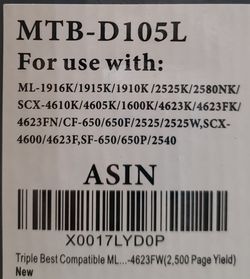 MTB-D105L
For use with:
ML-1916K/1915K/1910K /2525K/2580NK/
SCX-4610K/4605K/1600K/4623K/4623FK/
4623FN/CF-650/650F/2525/2525W,SCX-
4600/4623F,SF-650/650P/2540
ASIN
X0017LYD0P
Triple Best Compatible ML...-4623FW(2,500 Page Yield)
New